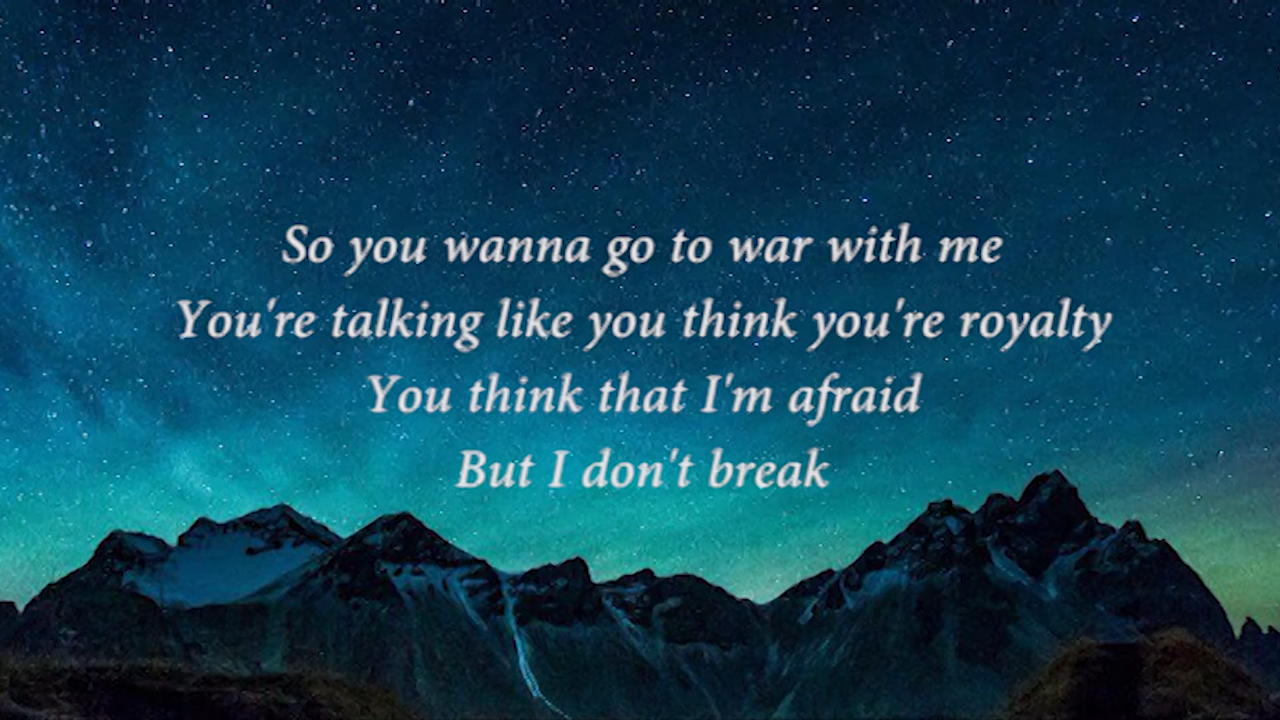 So you wanna go to war with me
You're talking like you think you're royalty
You think that I'm afraid
But I don't break